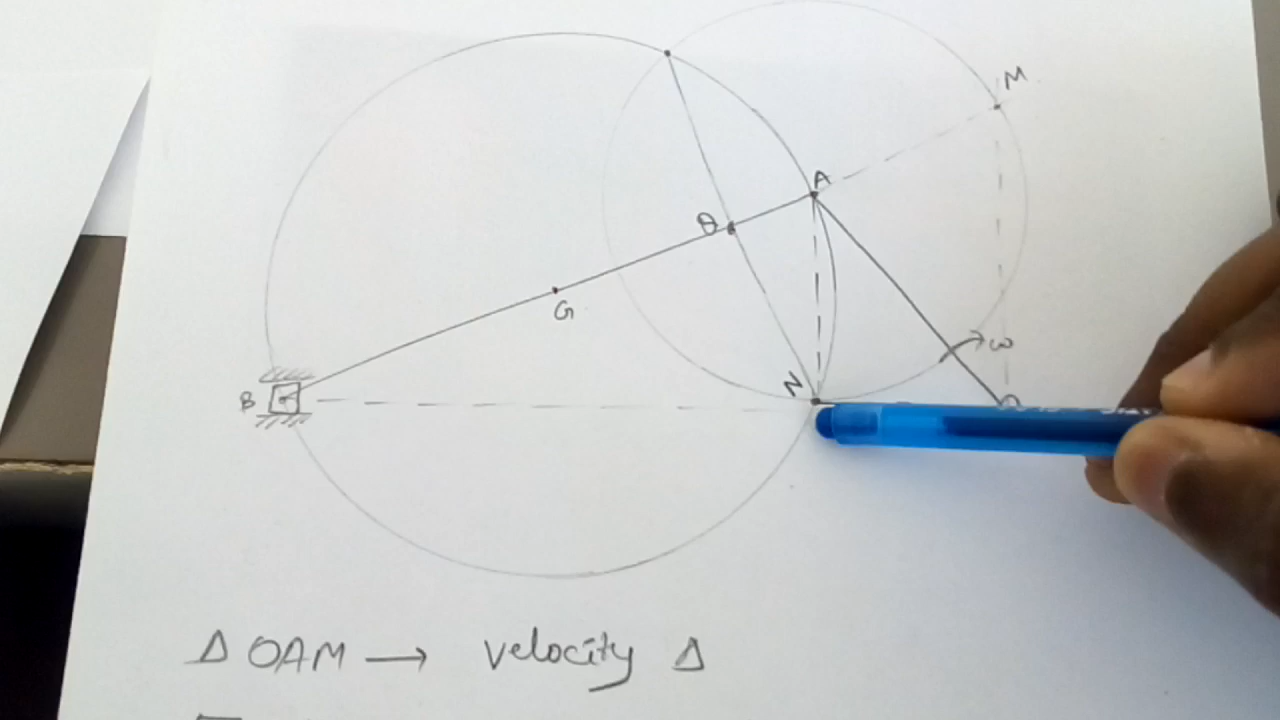 M
A
Q
G
ω
B
N
Δ OAM → velocity Δ